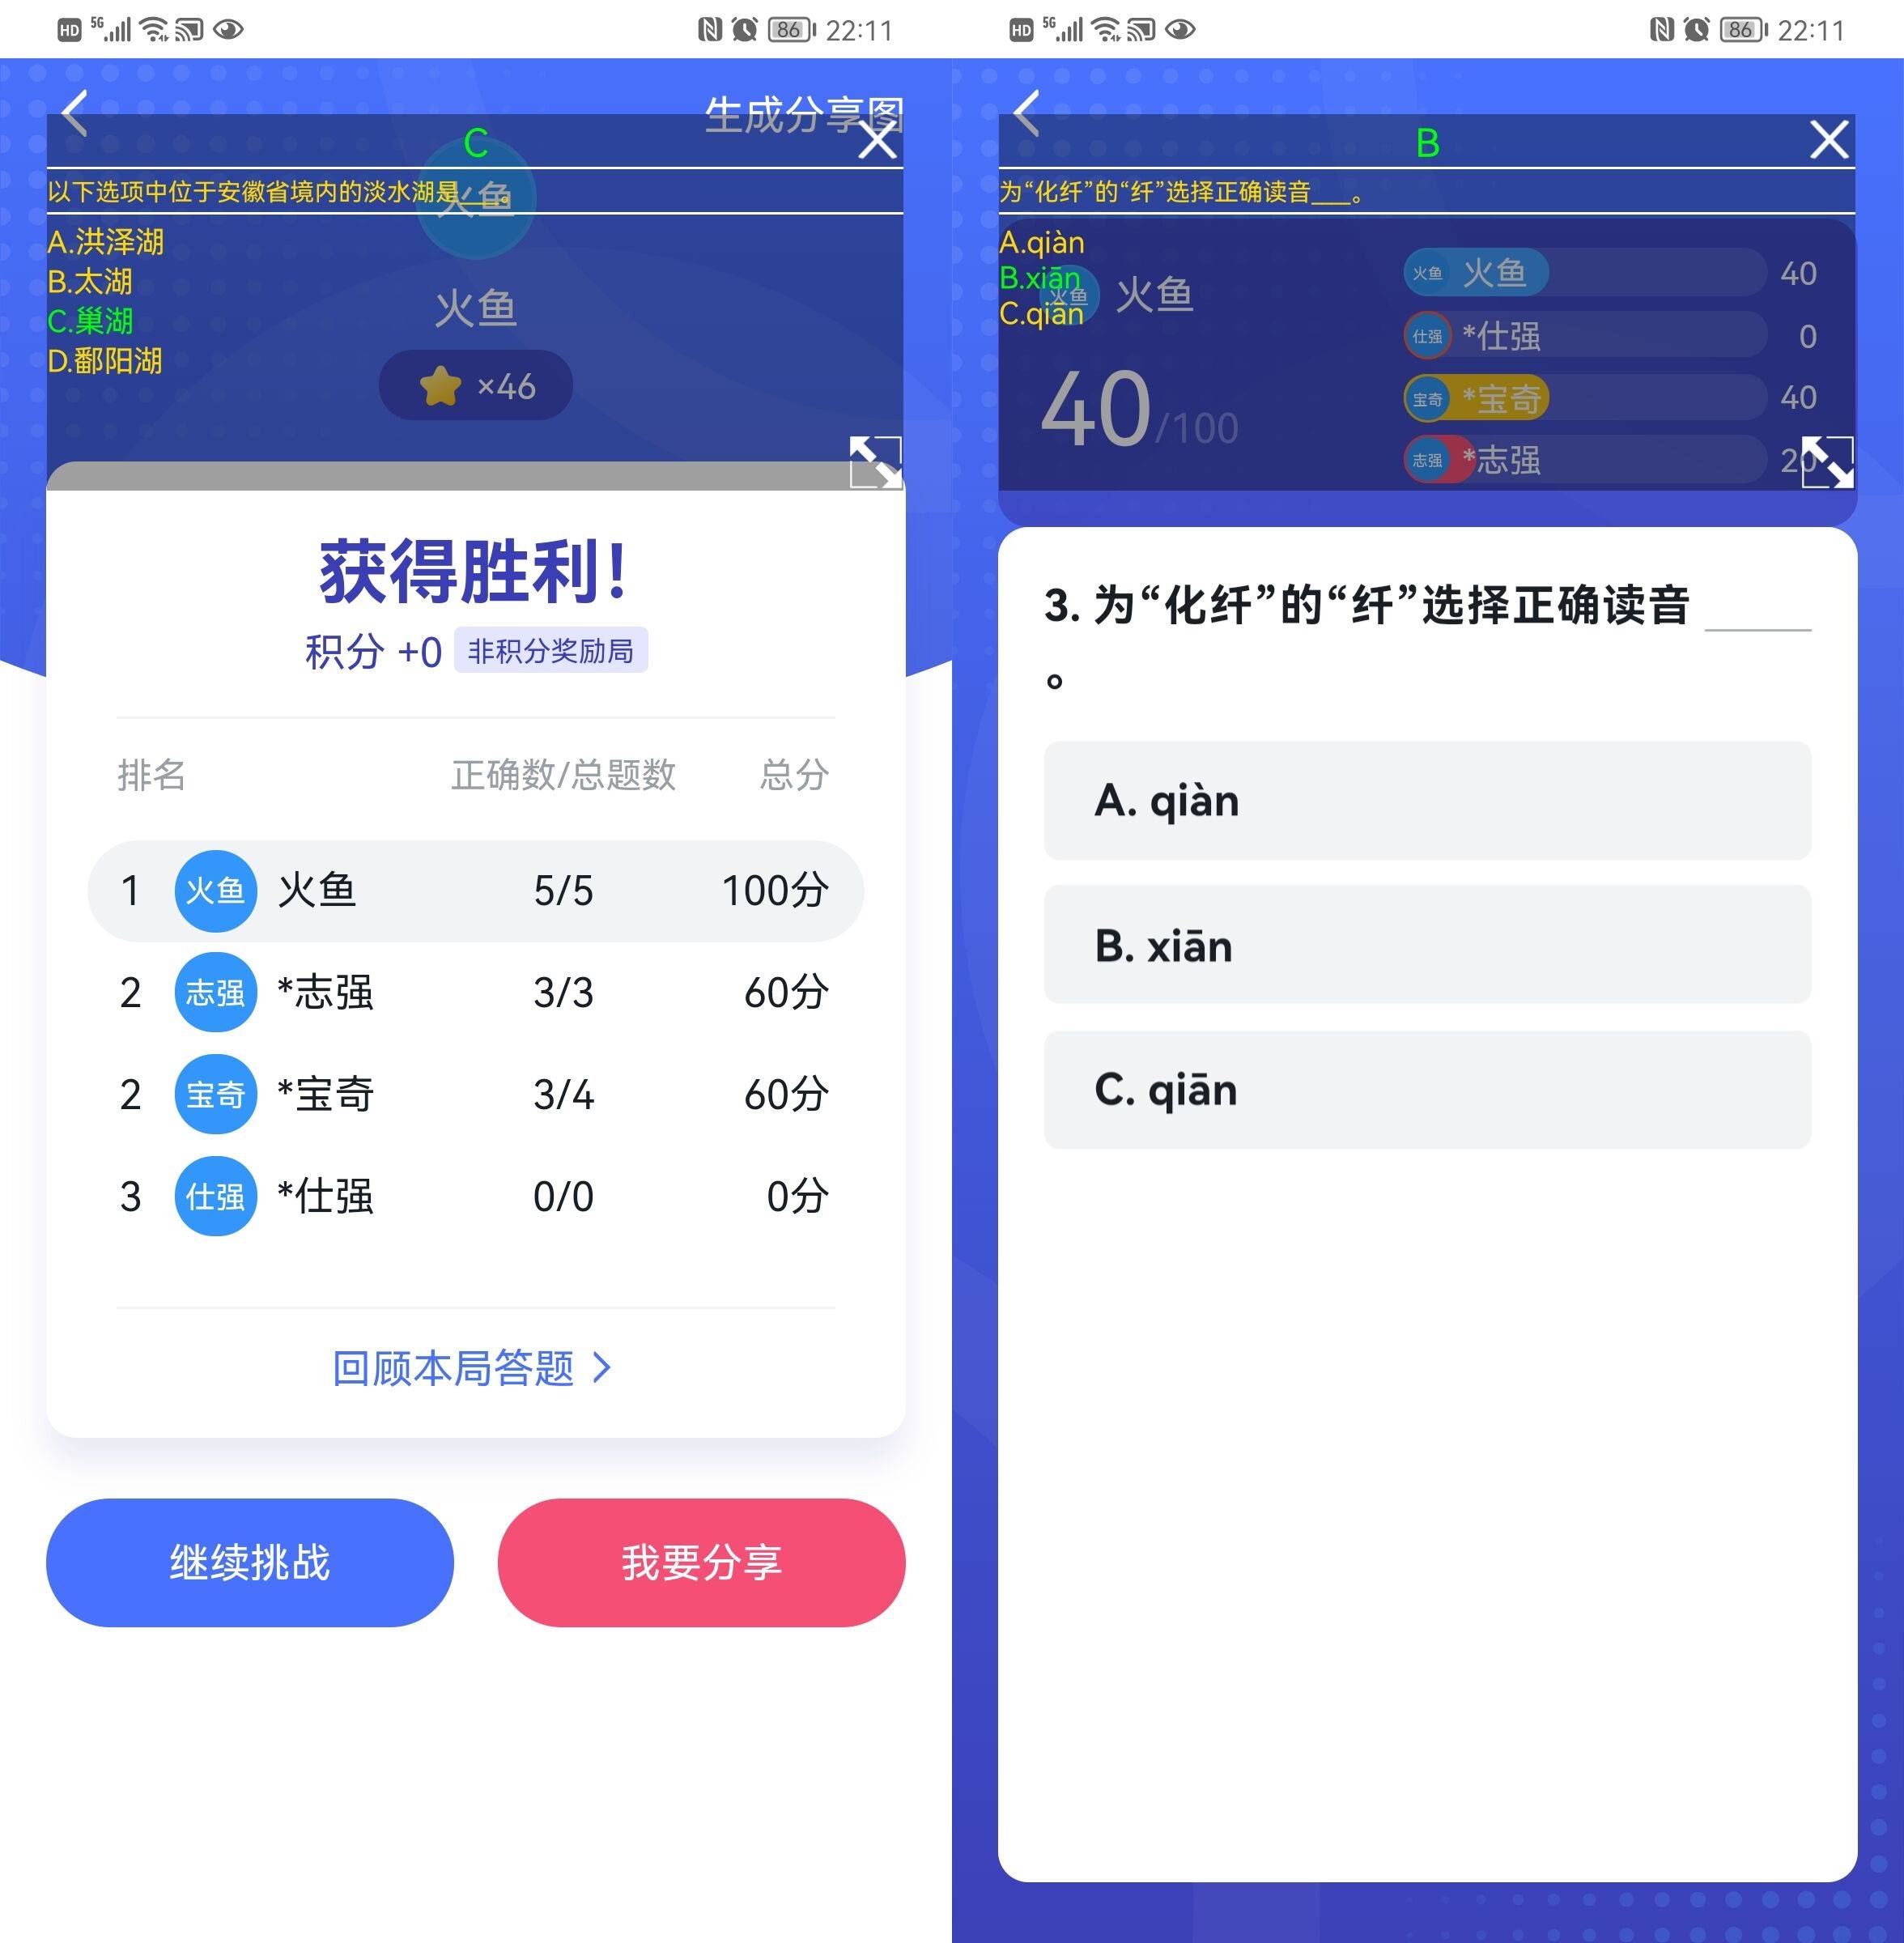 HD 5G 86 22:11
生成分享图
C
以下选项中位于安徽省境内的淡水湖是___。
火鱼
A.洪泽湖
B.太湖
C.巢湖
D.鄱阳湖
火鱼
×46
获得胜利!
积分 +0 非积分奖励局
排名 正确数/总题数 总分
1 火鱼 火鱼 5/5 100分
2 志强 *志强 3/3 60分
2 宝奇 *宝奇 3/4 60分
3 仕强 *仕强 0/0 0分
回顾本局答题
继续挑战 我要分享
HD 5G 86 22:11
B
为“化纤”的“纤”选择正确读音___。
A.qiàn
B.xiān
C.qiān
火鱼 火鱼
40/100
火鱼 火鱼 40
仕强 *仕强 0
宝奇 *宝奇 40
志强 *志强 20
3. 为“化纤”的“纤”选择正确读音 _____
。
A. qiàn
B. xiān
C. qiān